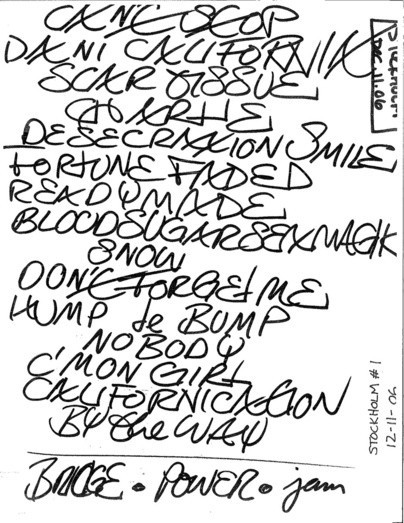 CAN'T STOP
DANI CALIFORNIA
SCAR TISSUE
CHARLIE
DESECRATION SMILE
FORTUNE FADED
READYMADE
BLOODSUGARSEXMAGIK
SNOW
DON'T FORGET ME
HUMP de BUMP
NOBODY
C'MON GIRL
CALIFORNICATION
BY the WAY
BRIDGE • POWER • jam
STOCKHOLM
DEC. 11. 06
STOCKHOLM #1
12-11-06